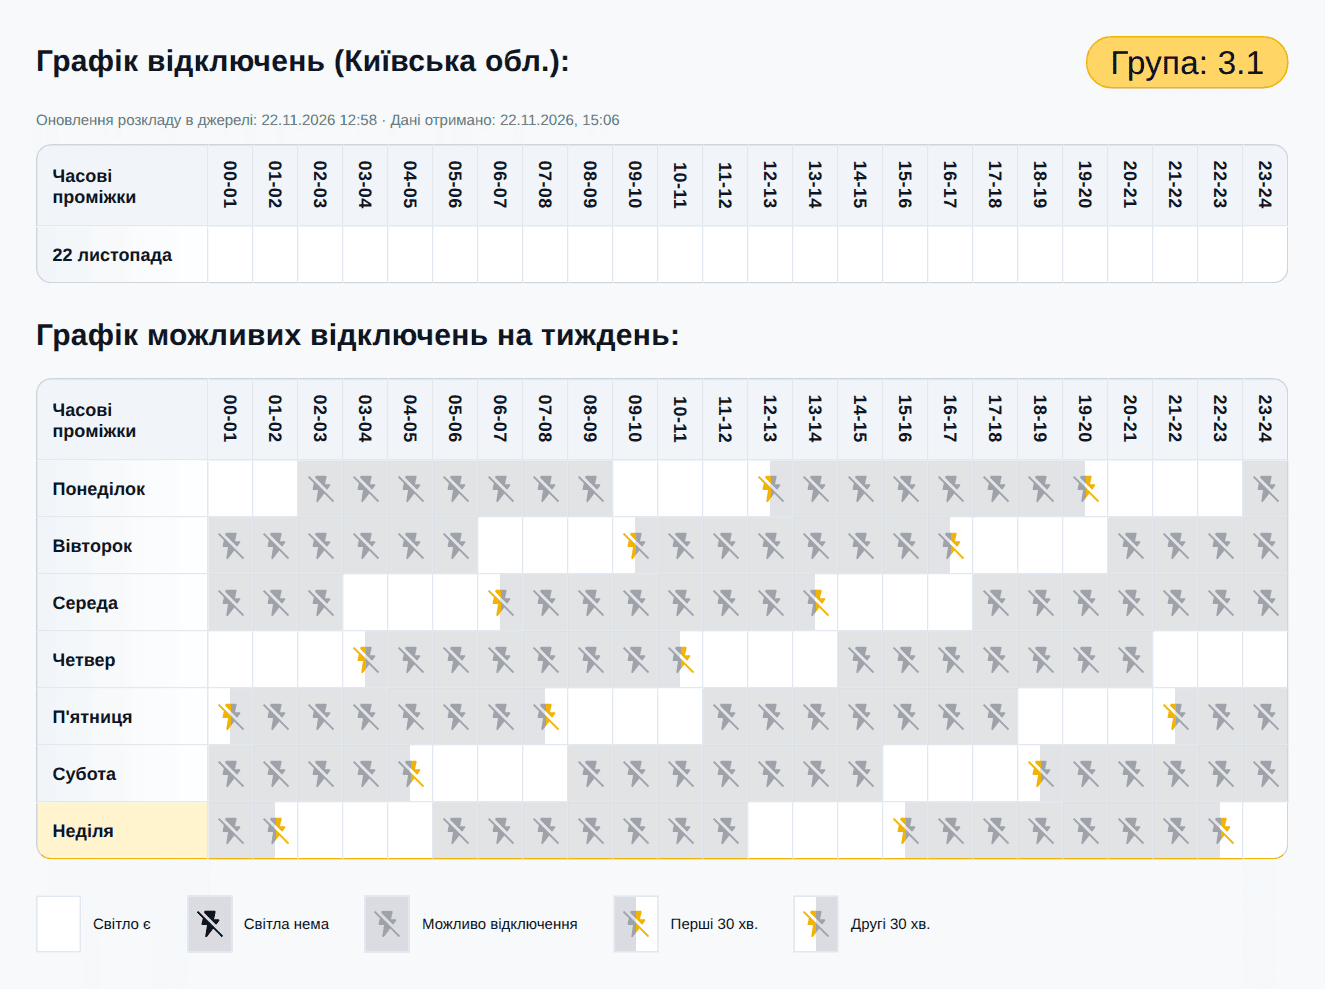 Графік відключень (Київська обл.):
Група: 3.1
Оновлення розкладу в джерелі: 22.11.2026 12:58 · Дані отримано: 22.11.2026, 15:06
Часові проміжки 00-01 01-02 02-03 03-04 04-05 05-06 06-07 07-08 08-09 09-10 10-11 11-12 12-13 13-14 14-15 15-16 16-17 17-18 18-19 19-20 20-21 21-22 22-23 23-24
22 листопада
Графік можливих відключень на тиждень:
Часові проміжки 00-01 01-02 02-03 03-04 04-05 05-06 06-07 07-08 08-09 09-10 10-11 11-12 12-13 13-14 14-15 15-16 16-17 17-18 18-19 19-20 20-21 21-22 22-23 23-24
Понеділок
Вівторок
Середа
Четвер
П'ятниця
Субота
Неділя
Світло є Світла нема Можливо відключення Перші 30 хв. Другі 30 хв.